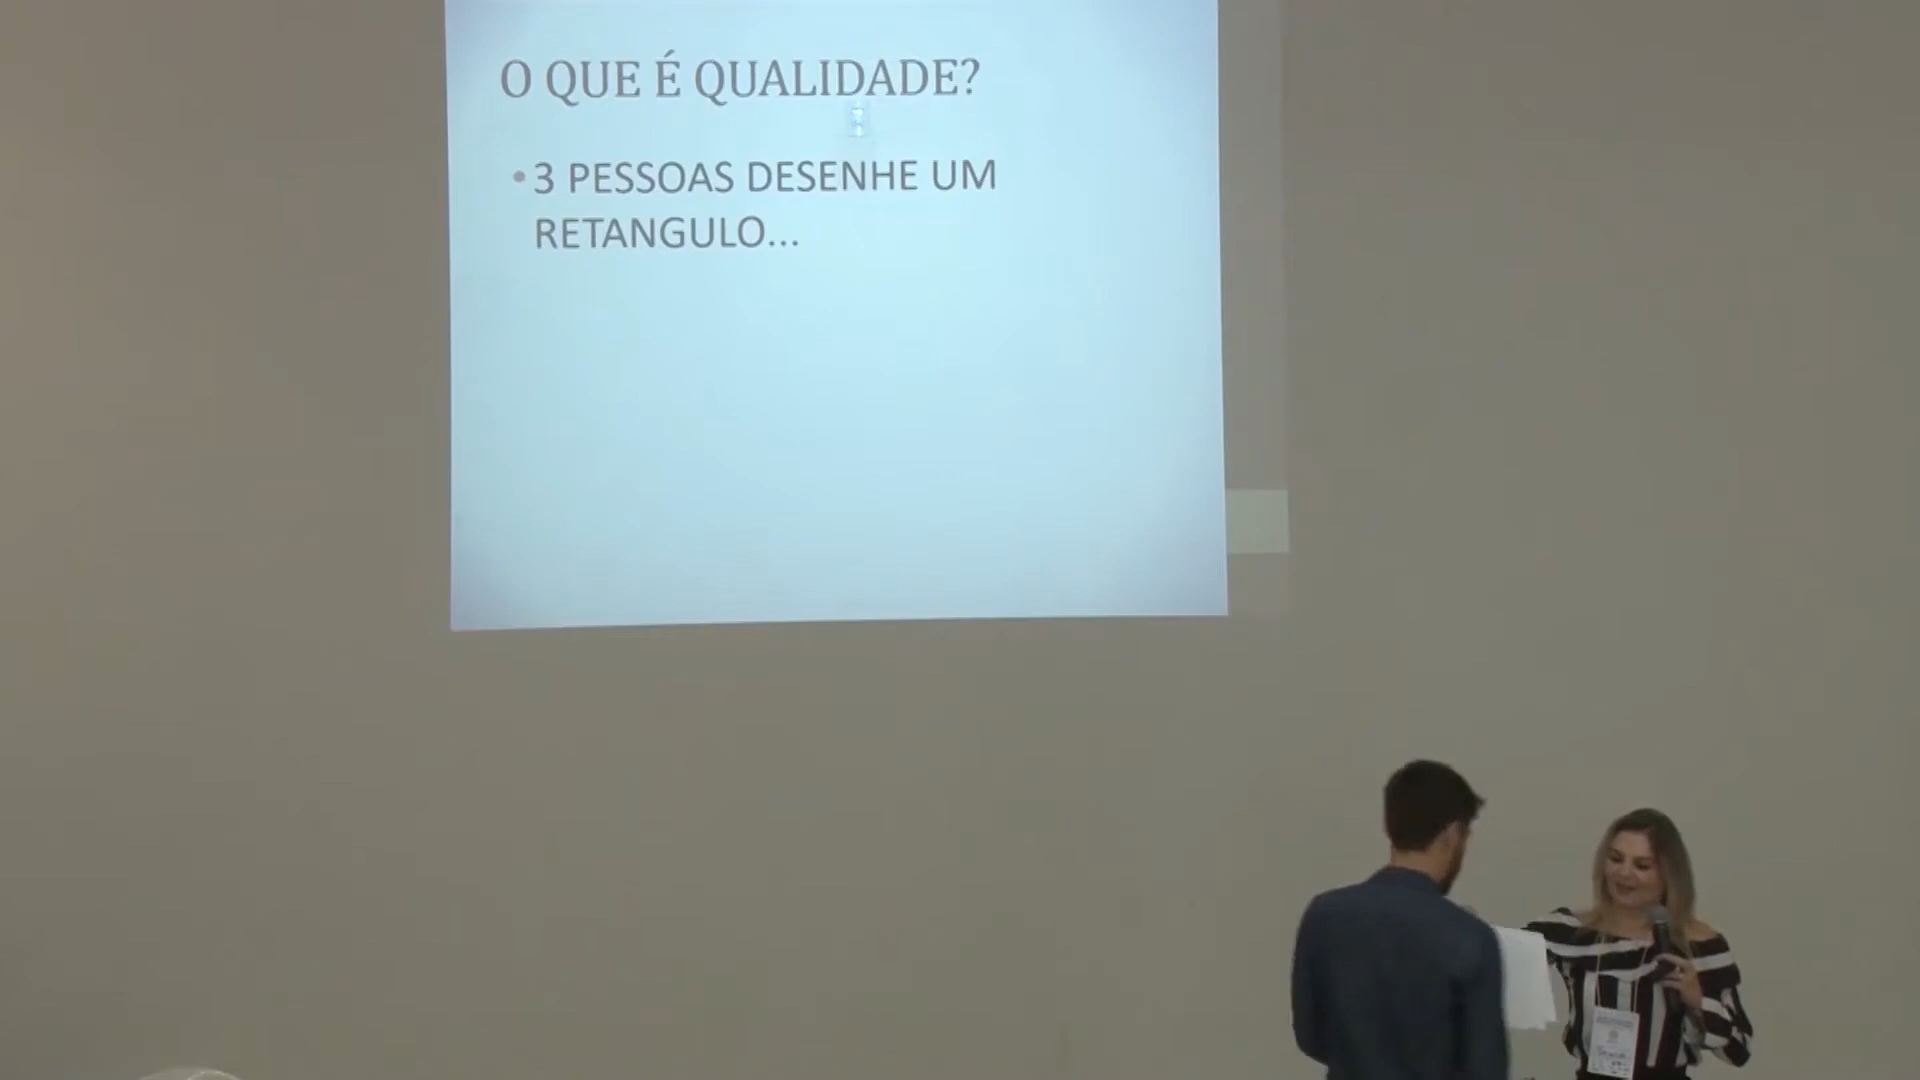 O QUE É QUALIDADE?
• 3 PESSOAS DESENHE UM
RETANGULO...